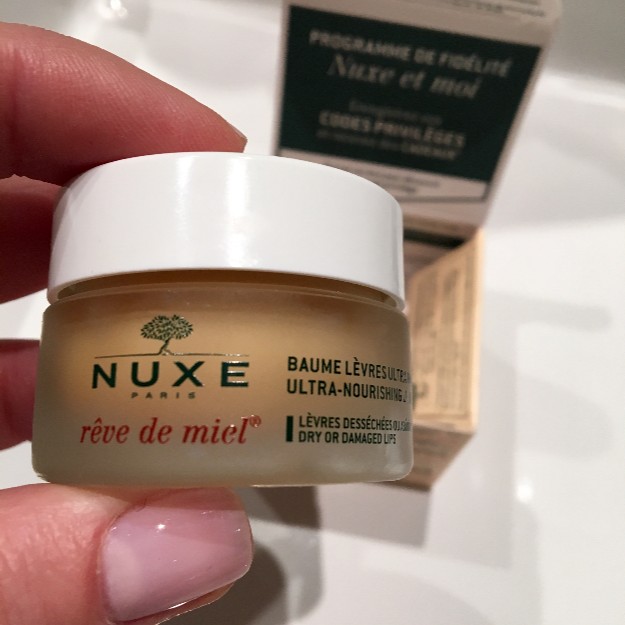 PROGRAMME DE FIDÉLITÉ
Nuxe et moi
CODES PRIVILÈGES
NUXE
PARIS
rêve de miel®
BAUME LÈVRES
ULTRA-NOURISHING
LÈVRES DESSÉCHÉES OU
DRY OR DAMAGED LIPS